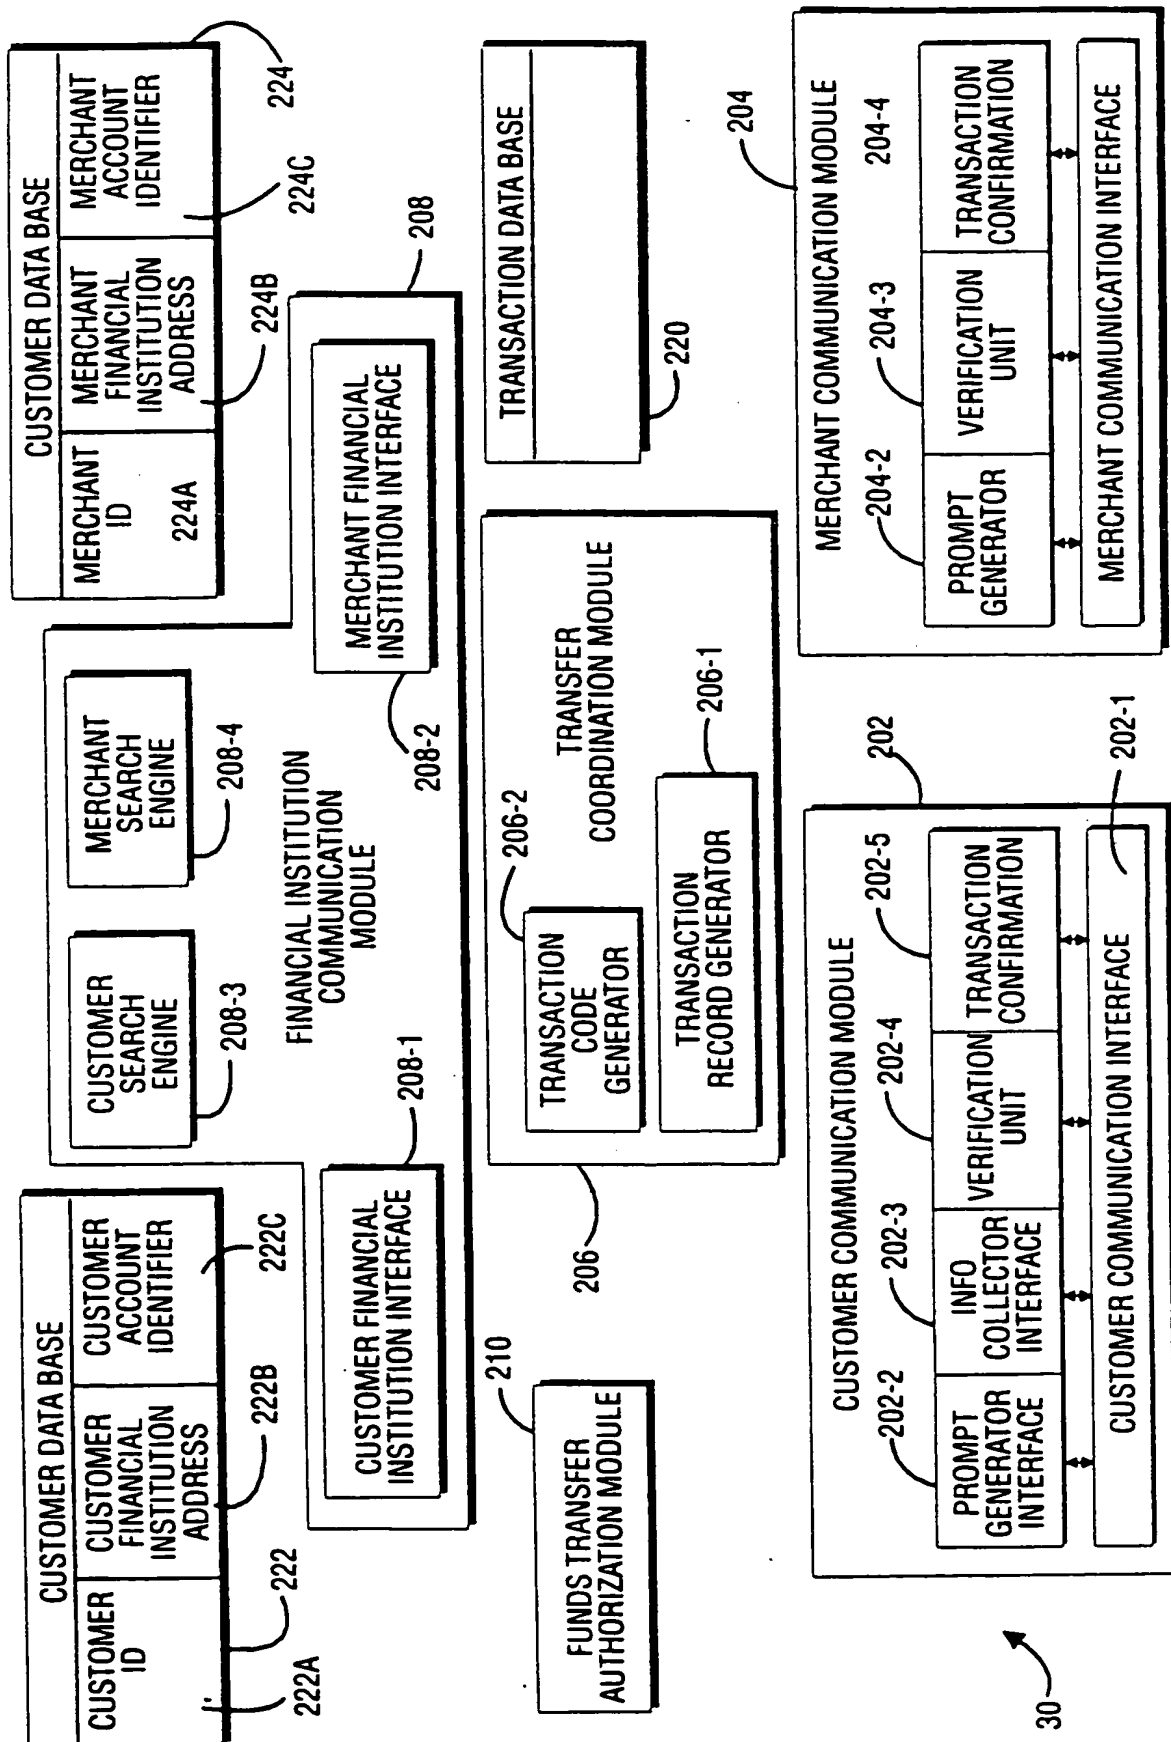 CUSTOMER DATA BASE
CUSTOMER
ID
222A
CUSTOMER
FINANCIAL
INSTITUTION
ADDRESS
222B
CUSTOMER
ACCOUNT
IDENTIFIER
222C
222
CUSTOMER DATA BASE
MERCHANT
ID
224A
MERCHANT
FINANCIAL
INSTITUTION
ADDRESS
224B
MERCHANT
ACCOUNT
IDENTIFIER
224C
224
CUSTOMER
SEARCH
ENGINE
208-3
MERCHANT
SEARCH
ENGINE
208-4
FINANCIAL INSTITUTION
COMMUNICATION
MODULE
208
CUSTOMER FINANCIAL
INSTITUTION INTERFACE
208-1
MERCHANT FINANCIAL
INSTITUTION INTERFACE
208-2
FUNDS TRANSFER
AUTHORIZATION MODULE
210
206
TRANSACTION
CODE
GENERATOR
206-2
TRANSFER
COORDINATION MODULE
TRANSACTION
RECORD GENERATOR
206-1
TRANSACTION DATA BASE
220
CUSTOMER COMMUNICATION MODULE
202
202-2
202-3
202-4
202-5
PROMPT
GENERATOR
INTERFACE
INFO
COLLECTOR
INTERFACE
VERIFICATION
UNIT
TRANSACTION
CONFIRMATION
CUSTOMER COMMUNICATION INTERFACE
202-1
MERCHANT COMMUNICATION MODULE
204
204-2
204-3
204-4
PROMPT
GENERATOR
VERIFICATION
UNIT
TRANSACTION
CONFIRMATION
MERCHANT COMMUNICATION INTERFACE
30